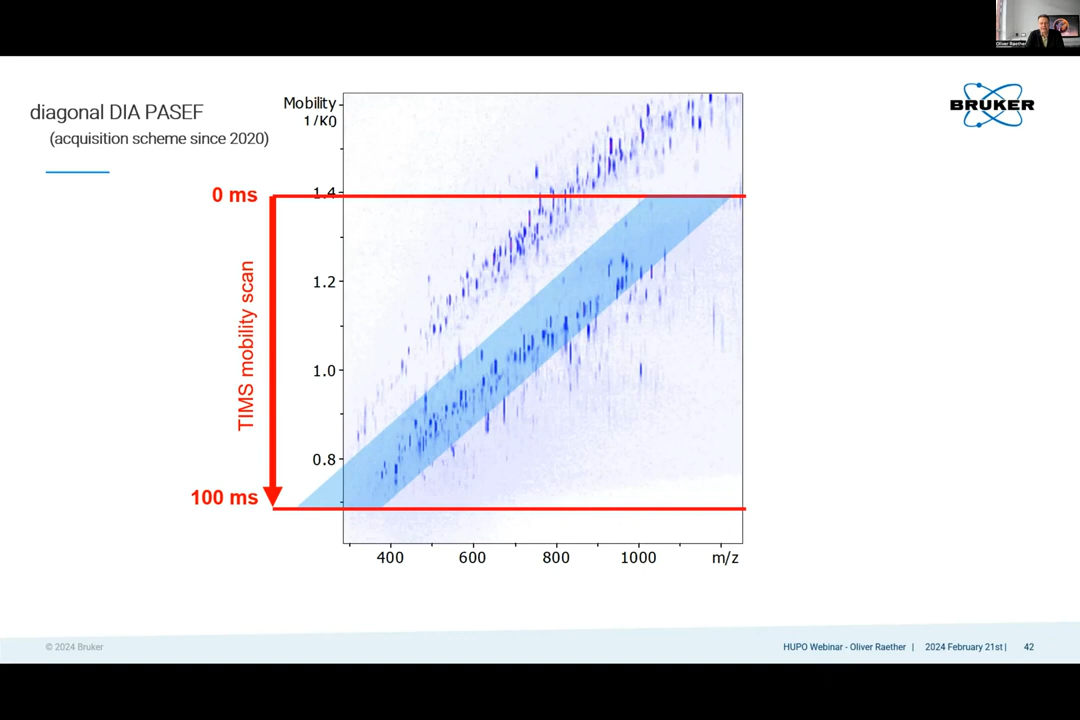 Oliver Raether
diagonal DIA PASEF
(acquisition scheme since 2020)
BRUKER
Mobility
1/K0
0 ms
1.4
1.2
1.0
0.8
TIMS mobility scan
100 ms
400 600 800 1000 m/z
© 2024 Bruker
HUPO Webinar - Oliver Raether | 2024 February 21st | 42